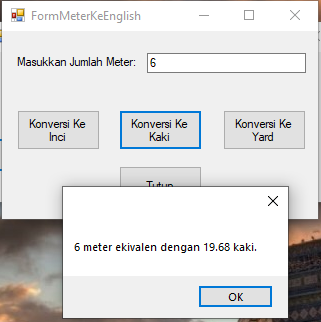 FormMeterKeEnglish
Masukkan Jumlah Meter:
6
Konversi Ke
Inci
Konversi Ke
Kaki
Konversi Ke
Yard
6 meter ekivalen dengan 19.68 kaki.
OK